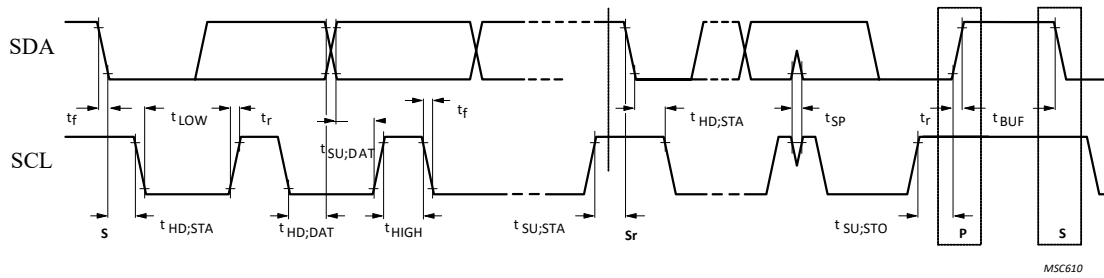 SDA
t f
t LOW
t r
t SU;DAT
t f
t HD;STA
t SP
t r
t BUF
SCL
S
t HD;STA
t HD;DAT
t HIGH
t SU;STA
Sr
t SU;STO
P
S
MSC610